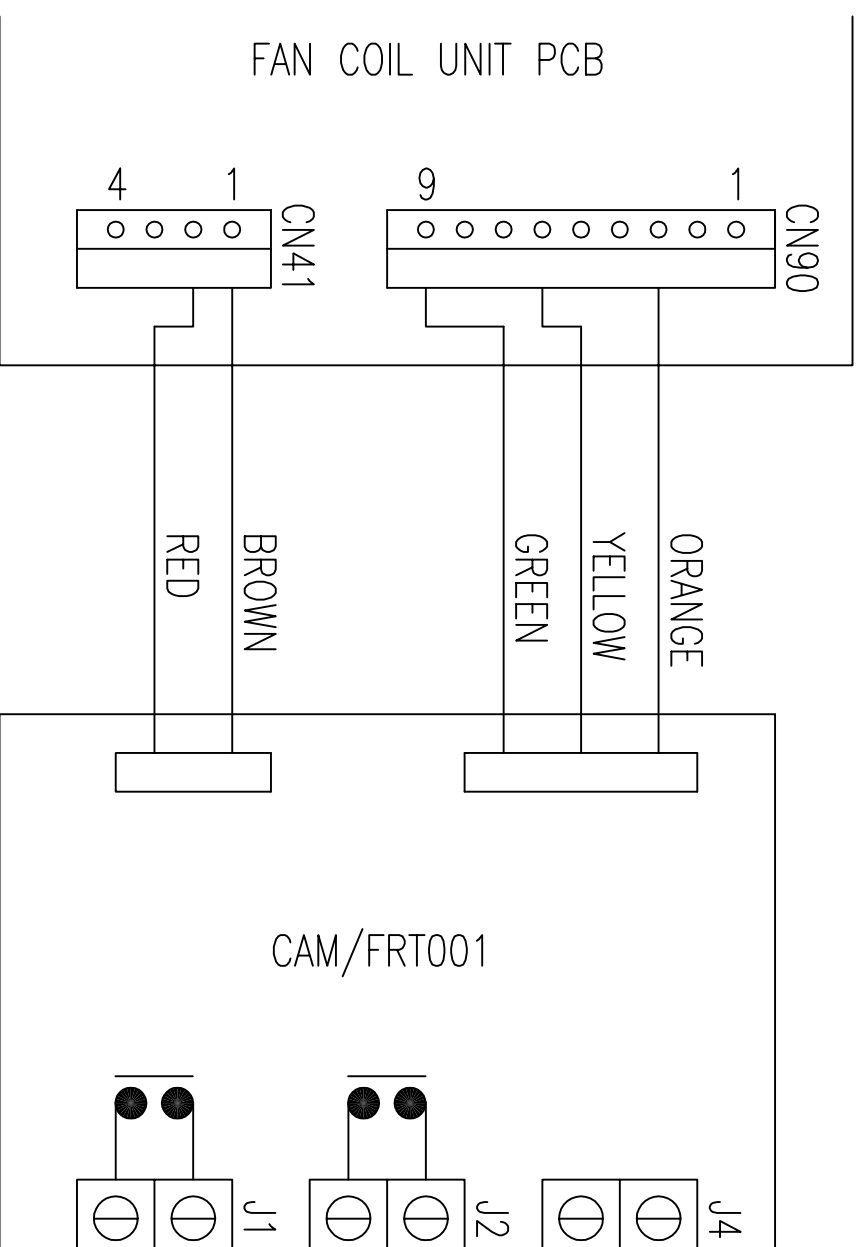 FAN COIL UNIT PCB
4 1
CN41
9 1
CN90
RED
BROWN
GREEN
YELLOW
ORANGE
CAM/FRT001
J1
J2
J4